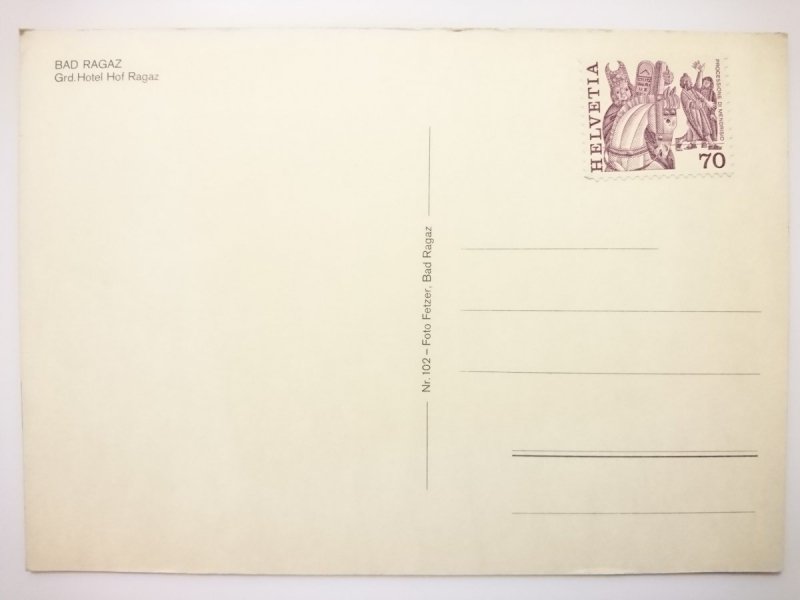 BAD RAGAZ
Grd. Hotel Hof Ragaz
Nr. 102 – Foto Fetzer, Bad Ragaz
HELVETIA
PROCESSIONE DI MENDRISIO
70